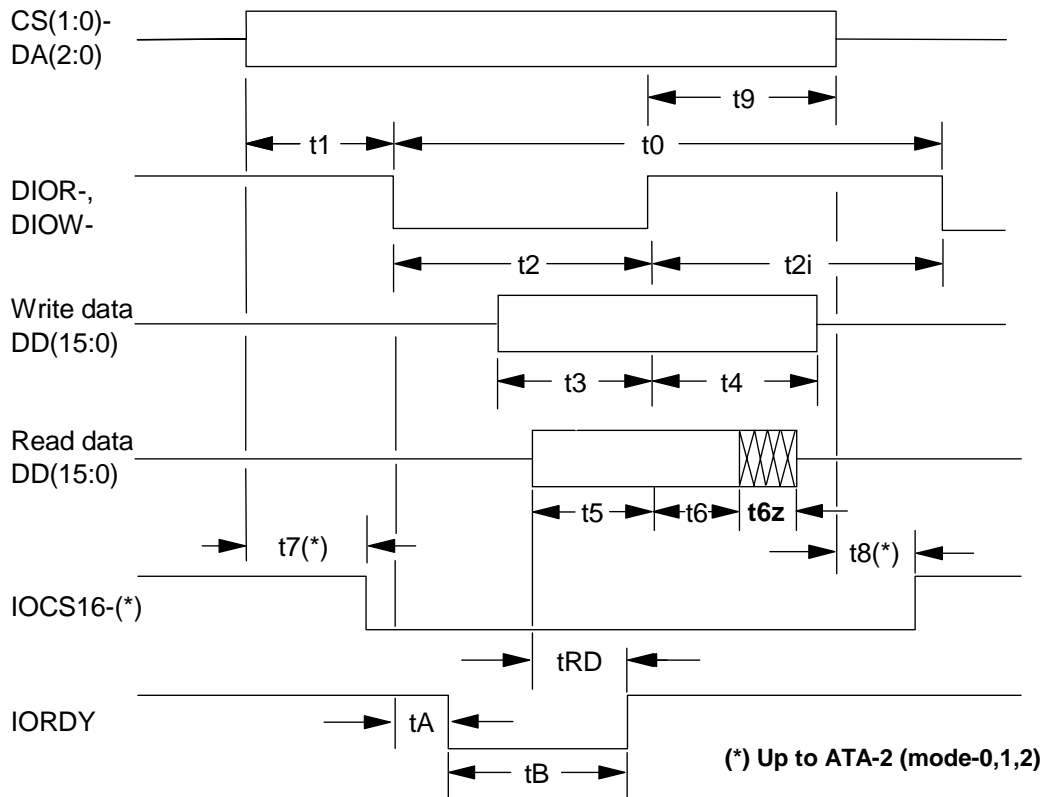 CS(1:0)-
DA(2:0)
t9
t1
t0
DIOR-,
DIOW-
t2
t2i
Write data
DD(15:0)
t3
t4
Read data
DD(15:0)
t5
t6
t6z
t7(*)
t8(*)
IOCS16-(*)
tRD
IORDY
tA
tB
(*) Up to ATA-2 (mode-0,1,2)